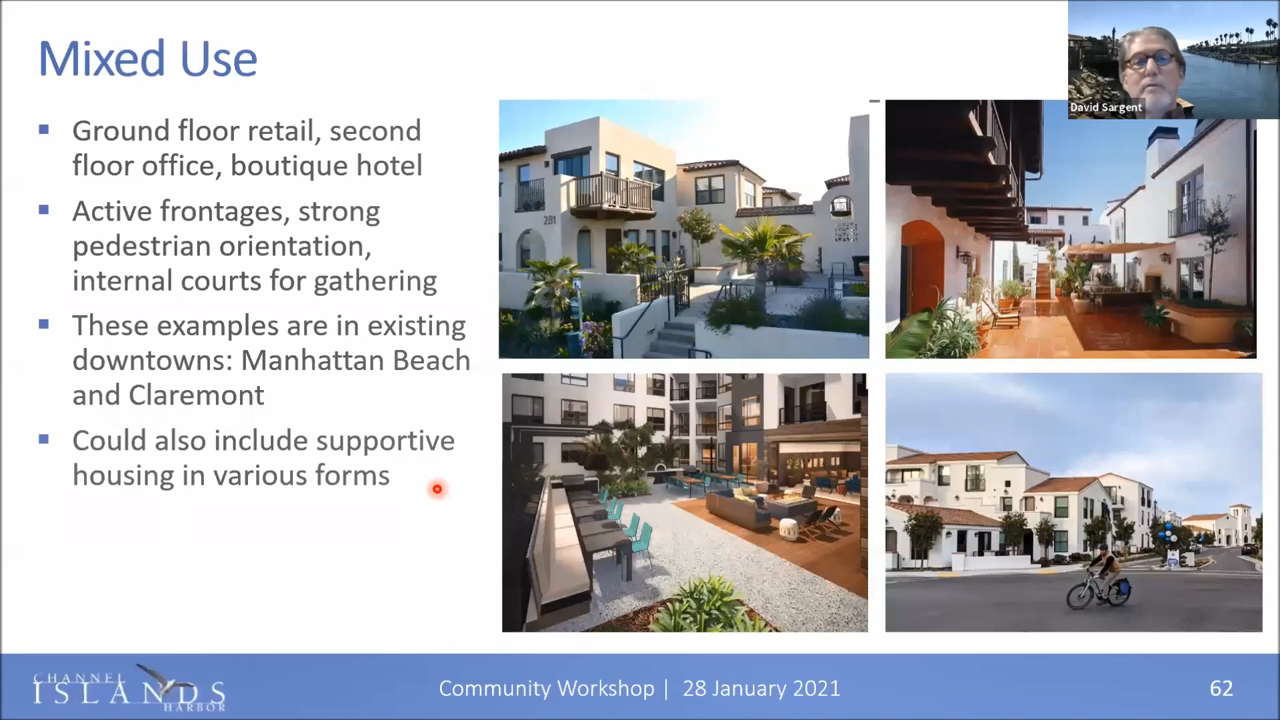 Mixed Use
David Sargent
▪ Ground floor retail, second
floor office, boutique hotel
▪ Active frontages, strong
pedestrian orientation,
internal courts for gathering
▪ These examples are in existing
downtowns: Manhattan Beach
and Claremont
▪ Could also include supportive
housing in various forms
281
CHANNEL
ISLANDS
HARBOR
Community Workshop | 28 January 2021
62